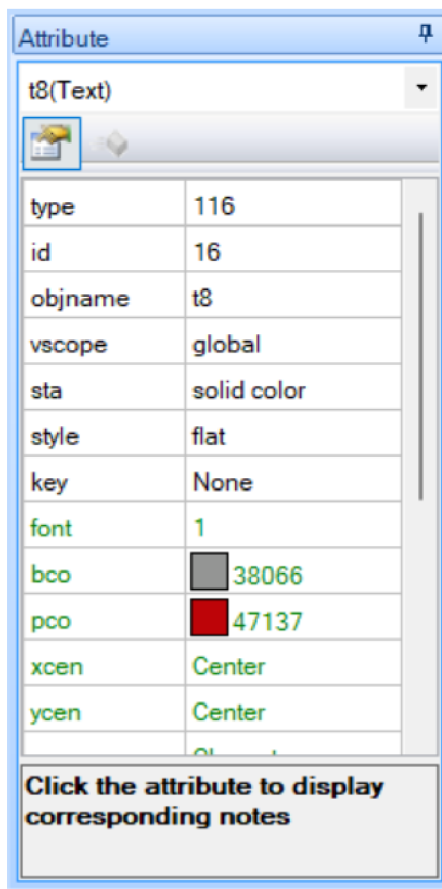 Attribute
t8(Text)
type 116
id 16
objname t8
vscope global
sta solid color
style flat
key None
font 1
bco 38066
pco 47137
xcen Center
ycen Center
Click the attribute to display
corresponding notes